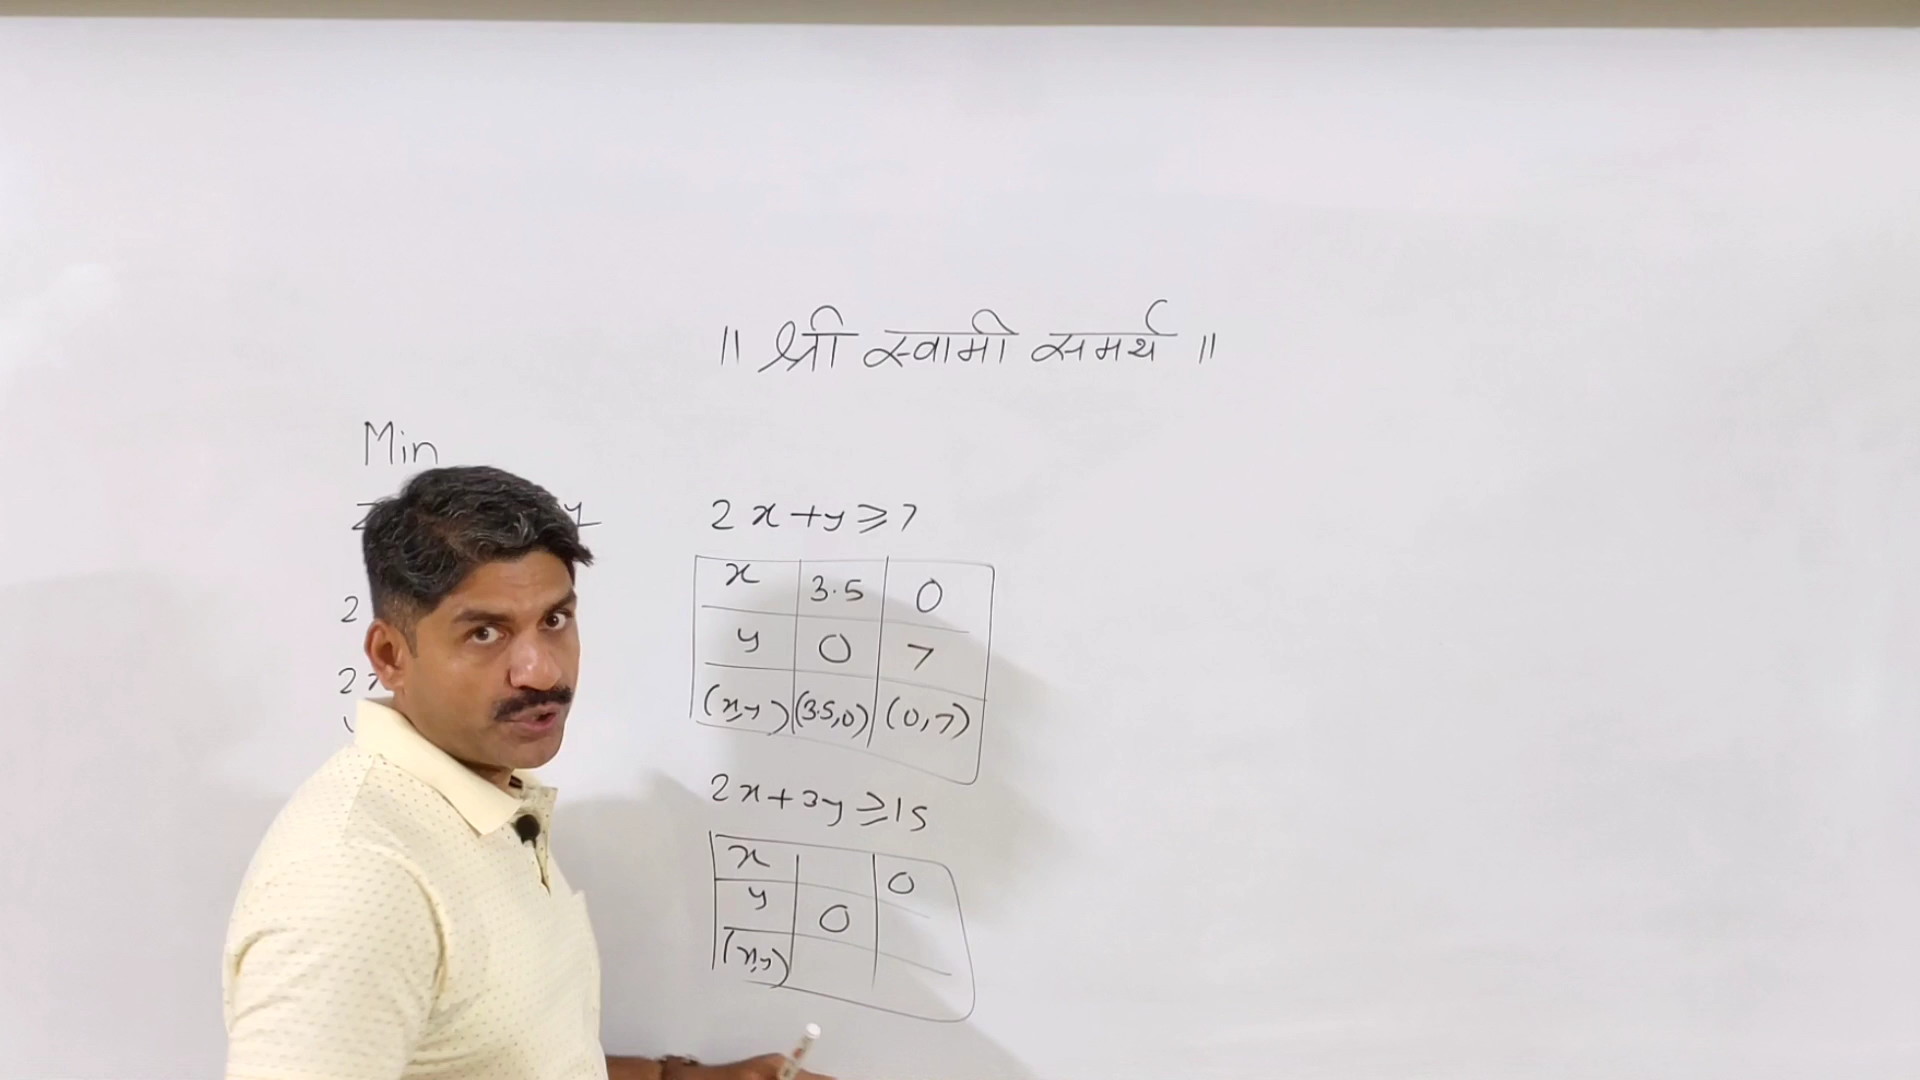 ॥ श्री स्वामी समर्थ ॥
Min
2x+y≥7
x 3.5 0
y 0 7
(x,y) (3.5,0) (0,7)
2x+3y≥15
x 0
y 0
(x,y)